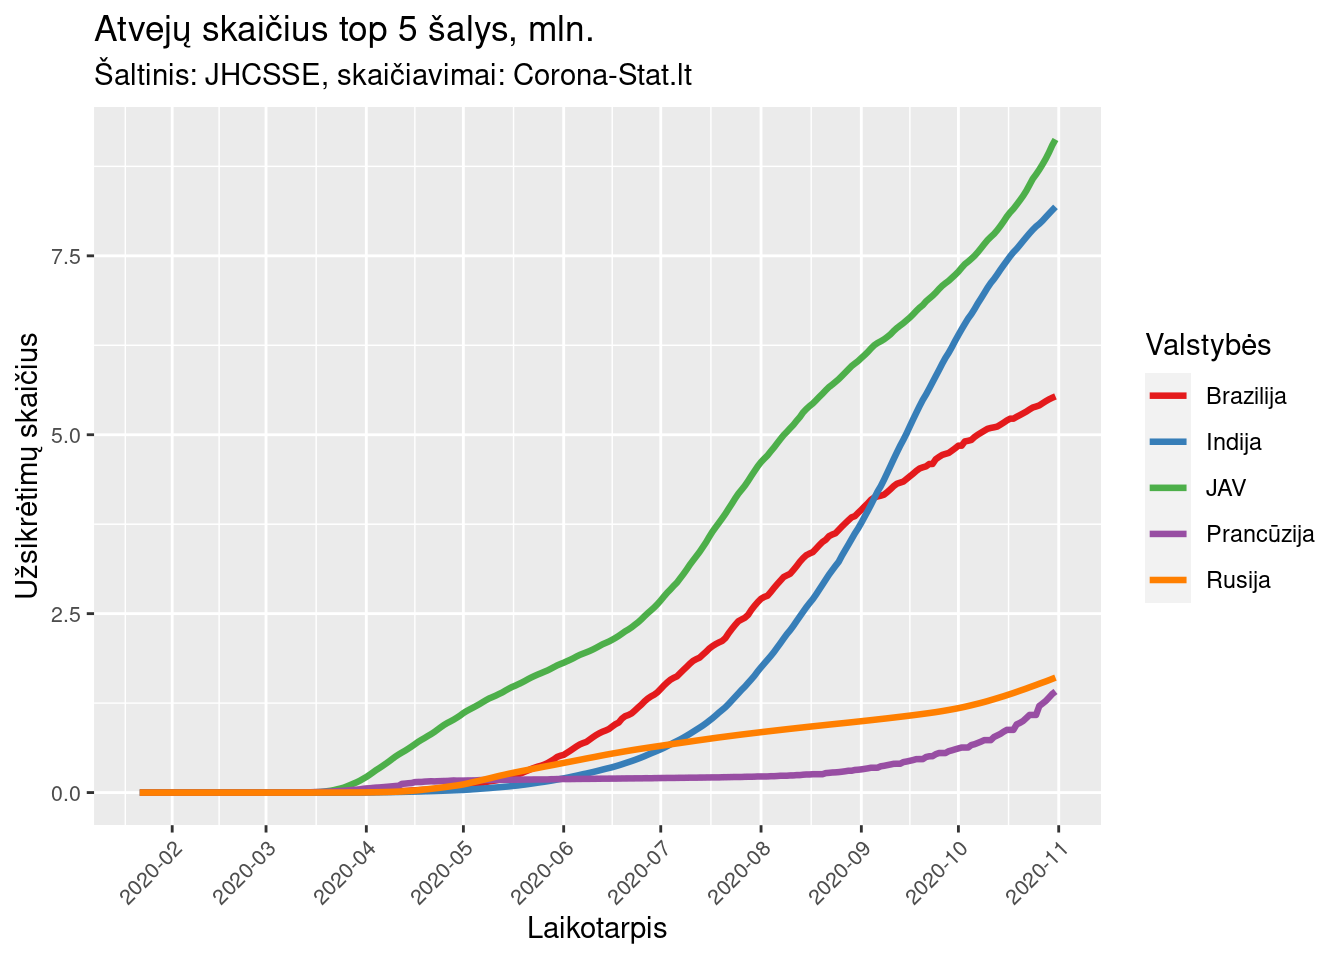 Atvejų skaičius top 5 šalys, mln.
Šaltinis: JHCSSE, skaičiavimai: Corona-Stat.lt
Užsikrėtimų skaičius
7.5
5.0
2.5
0.0
2020-02
2020-03
2020-04
2020-05
2020-06
2020-07
2020-08
2020-09
2020-10
2020-11
Laikotarpis
Valstybės
Brazilija
Indija
JAV
Prancūzija
Rusija